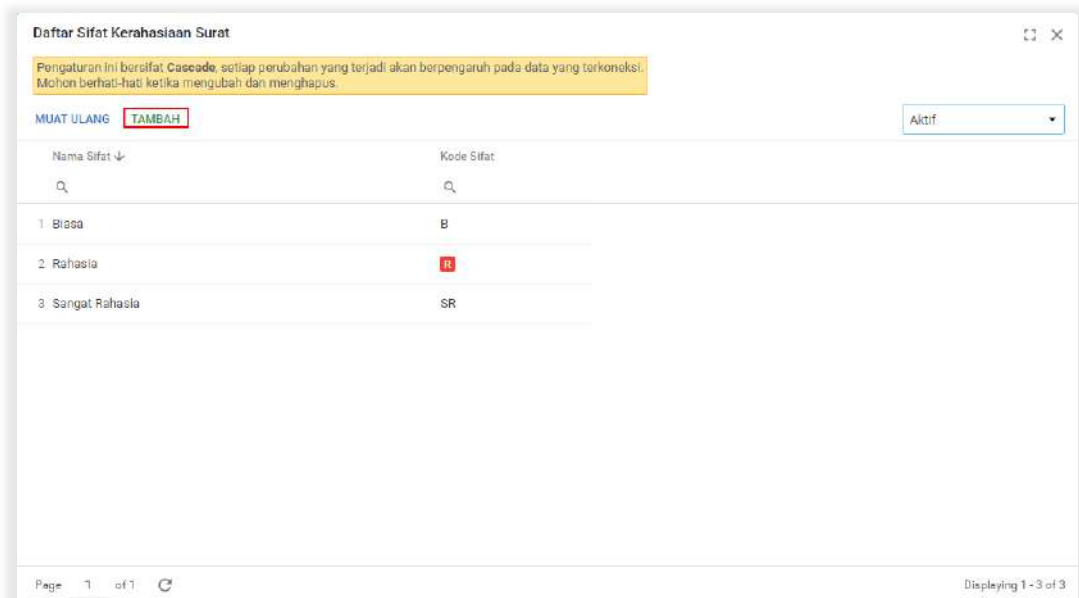 Daftar Sifat Kerahasiaan Surat
Pengaturan ini bersifat Cascade, setiap perubahan yang terjadi akan berpengaruh pada data yang terkoneksi.
Mohon berhati-hati ketika mengubah dan menghapus.
MUAT ULANG TAMBAH Aktif
Nama Sifat Kode Sifat
1 Biasa B
2 Rahasia R
3 Sangat Rahasia SR
Page 1 of 1 Displaying 1 - 3 of 3